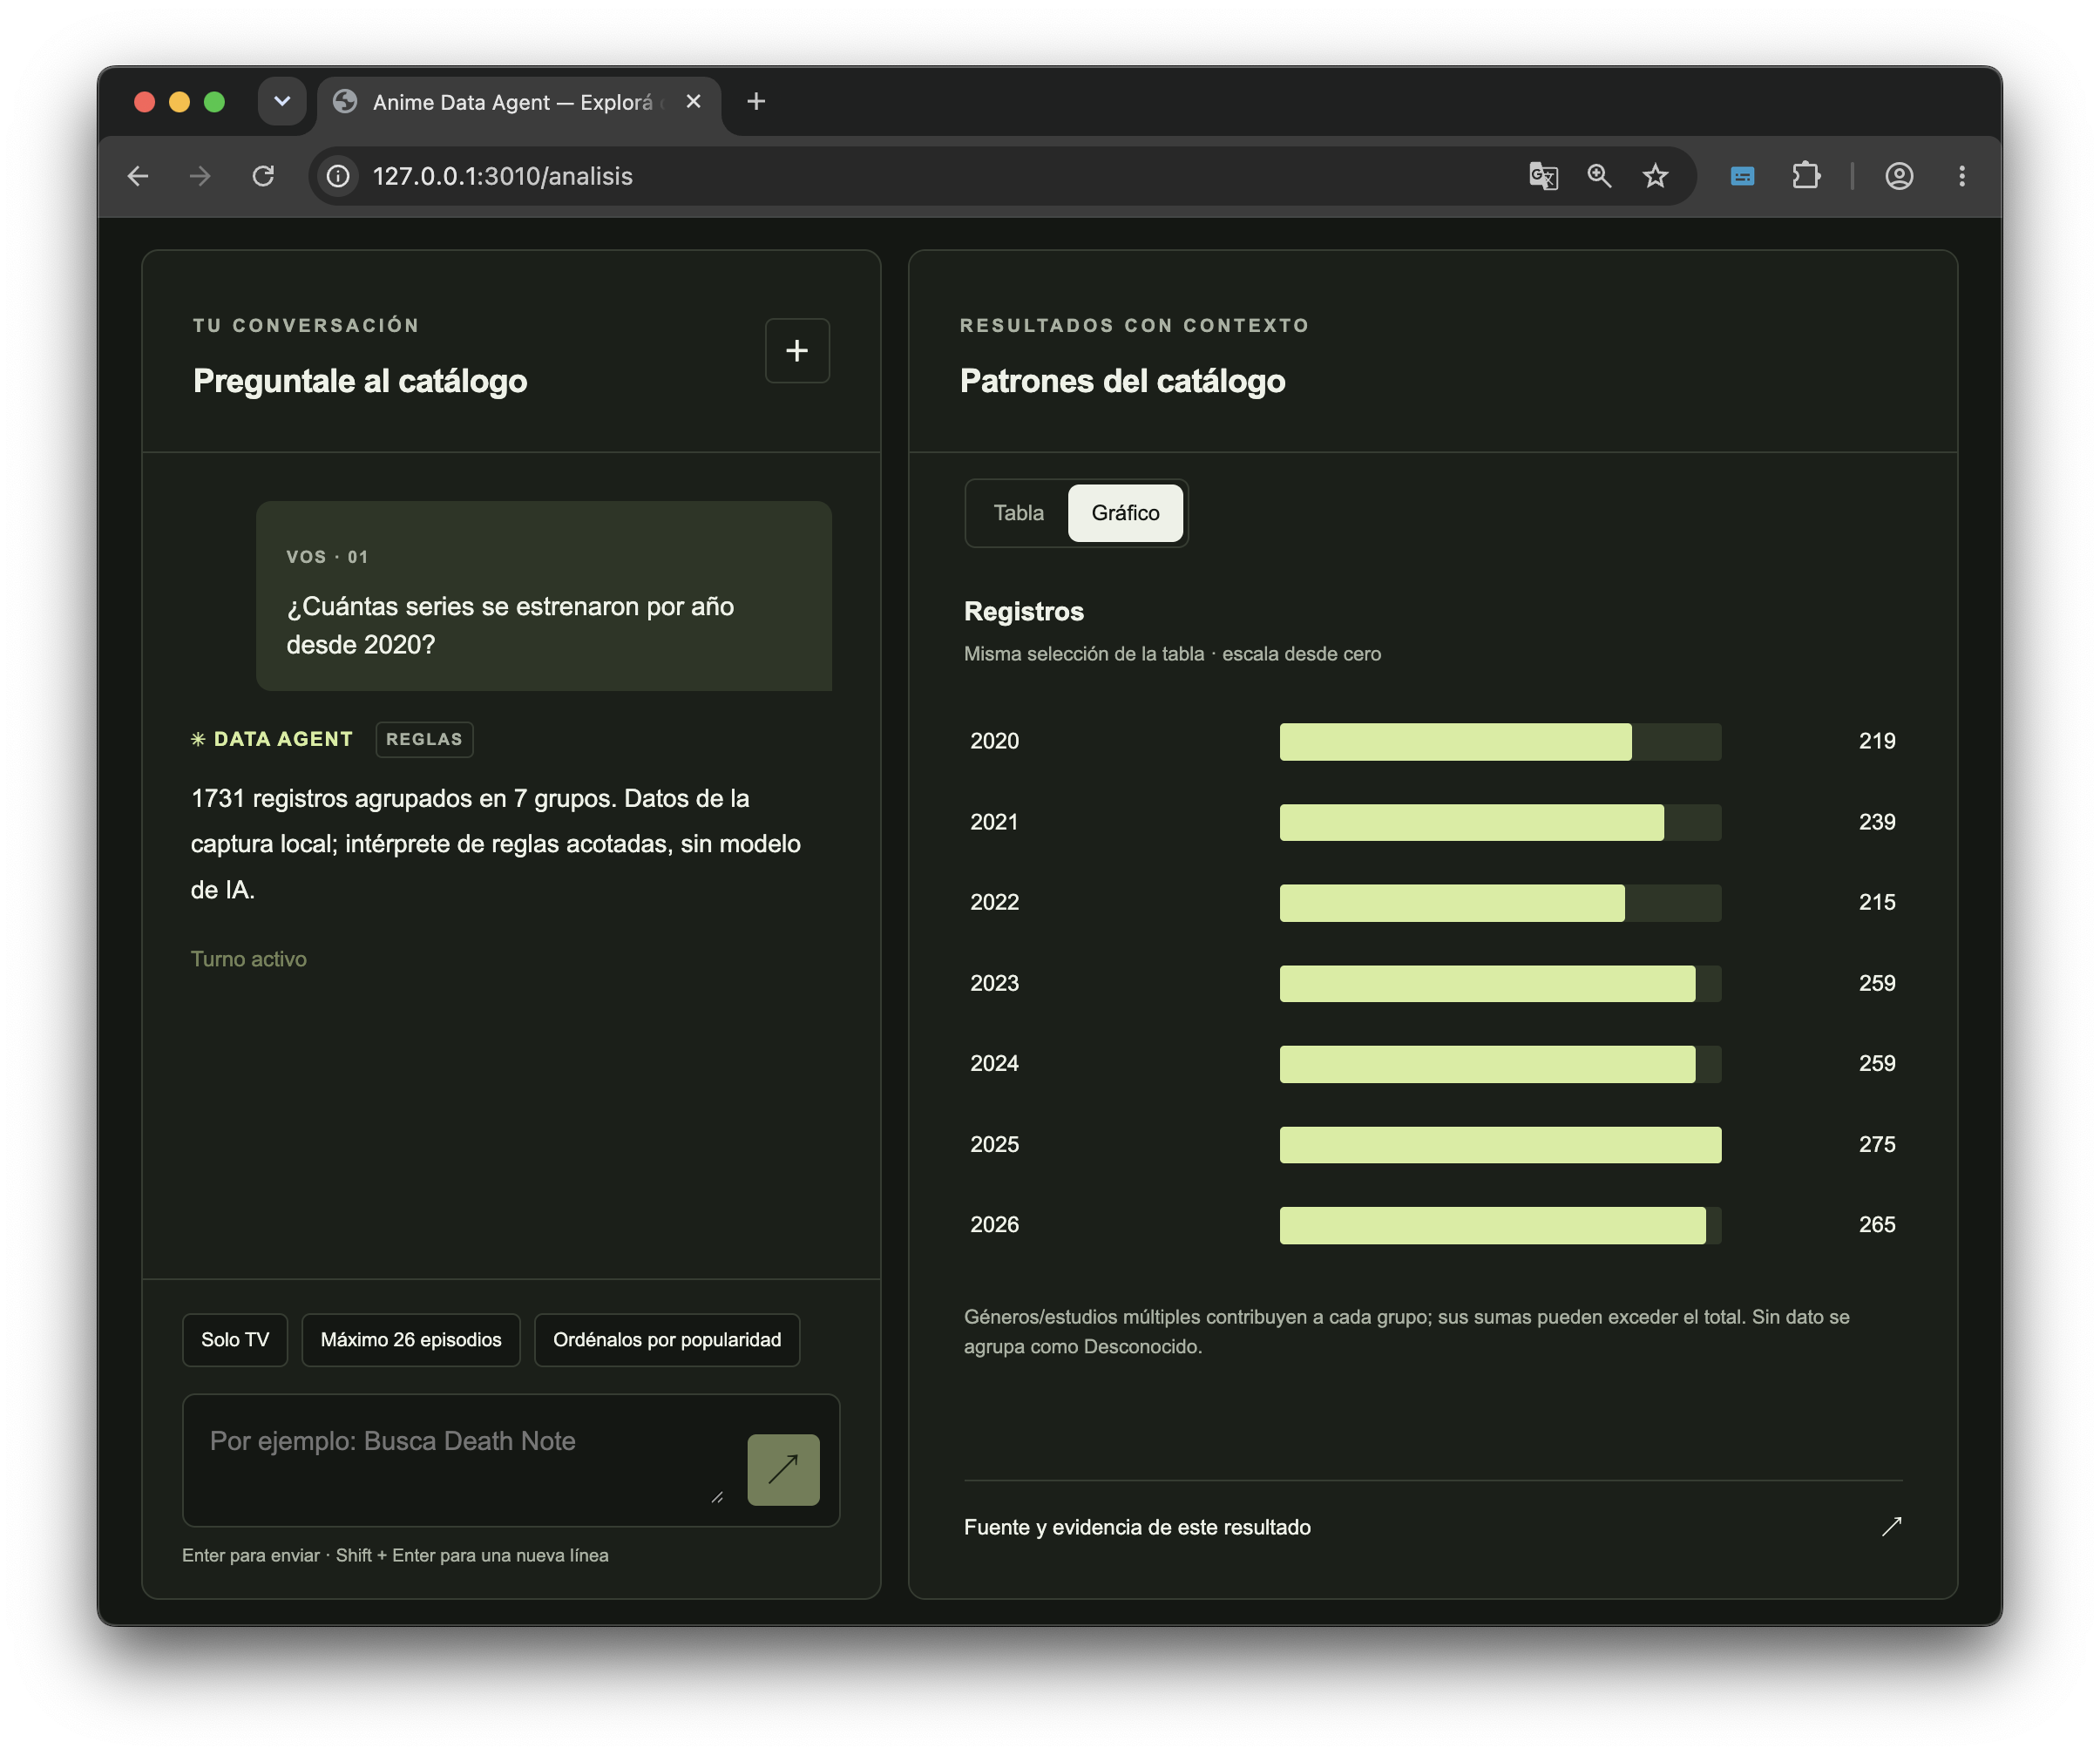 Anime Data Agent — Explorá
127.0.0.1:3010/analisis
TU CONVERSACIÓN
Preguntale al catálogo
VOS · 01
¿Cuántas series se estrenaron por año
desde 2020?
DATA AGENT REGLAS
1731 registros agrupados en 7 grupos. Datos de la
captura local; intérprete de reglas acotadas, sin modelo
de IA.
Turno activo
Solo TV Máximo 26 episodios Ordénalos por popularidad
Por ejemplo: Busca Death Note
Enter para enviar · Shift + Enter para una nueva línea
RESULTADOS CON CONTEXTO
Patrones del catálogo
Tabla Gráfico
Registros
Misma selección de la tabla · escala desde cero
2020 219
2021 239
2022 215
2023 259
2024 259
2025 275
2026 265
Géneros/estudios múltiples contribuyen a cada grupo; sus sumas pueden exceder el total. Sin dato se
agrupa como Desconocido.
Fuente y evidencia de este resultado